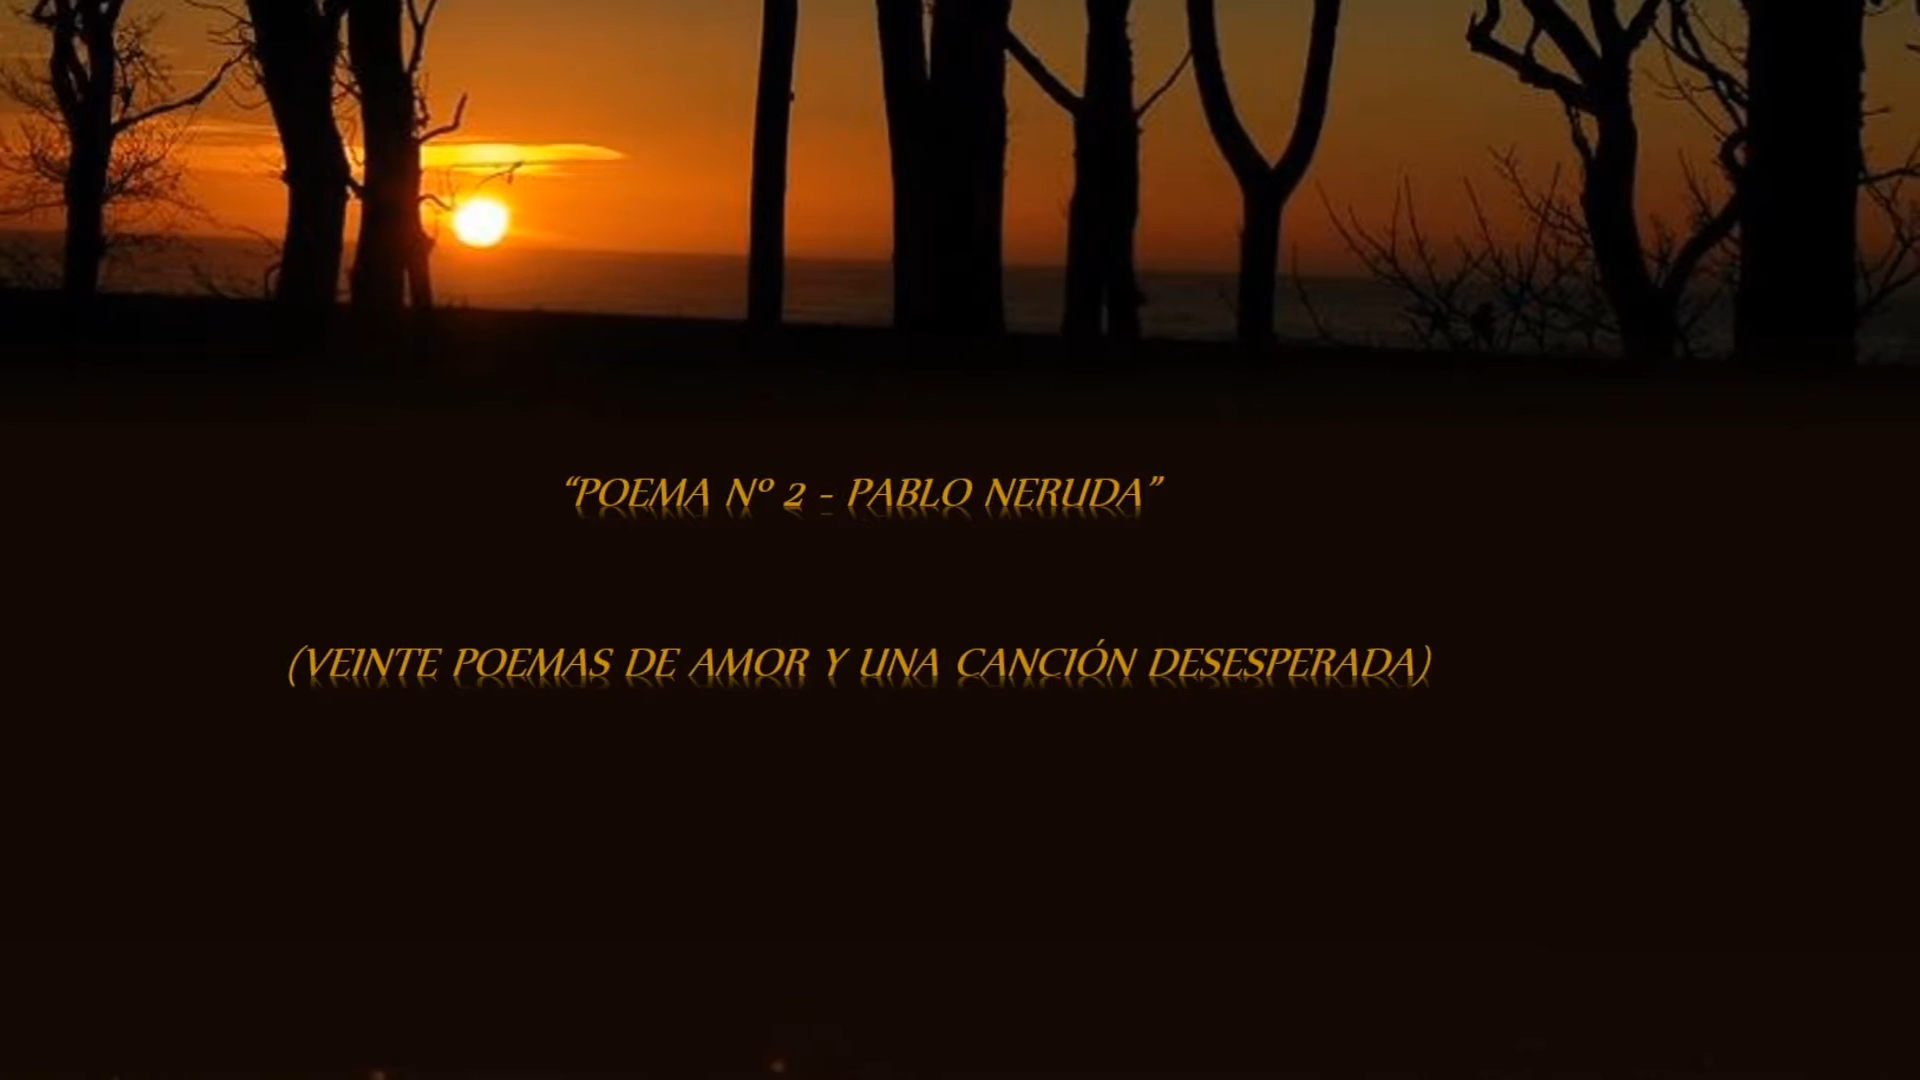 “POEMA Nº 2 - PABLO NERUDA”
(VEINTE POEMAS DE AMOR Y UNA CANCIÓN DESESPERADA)